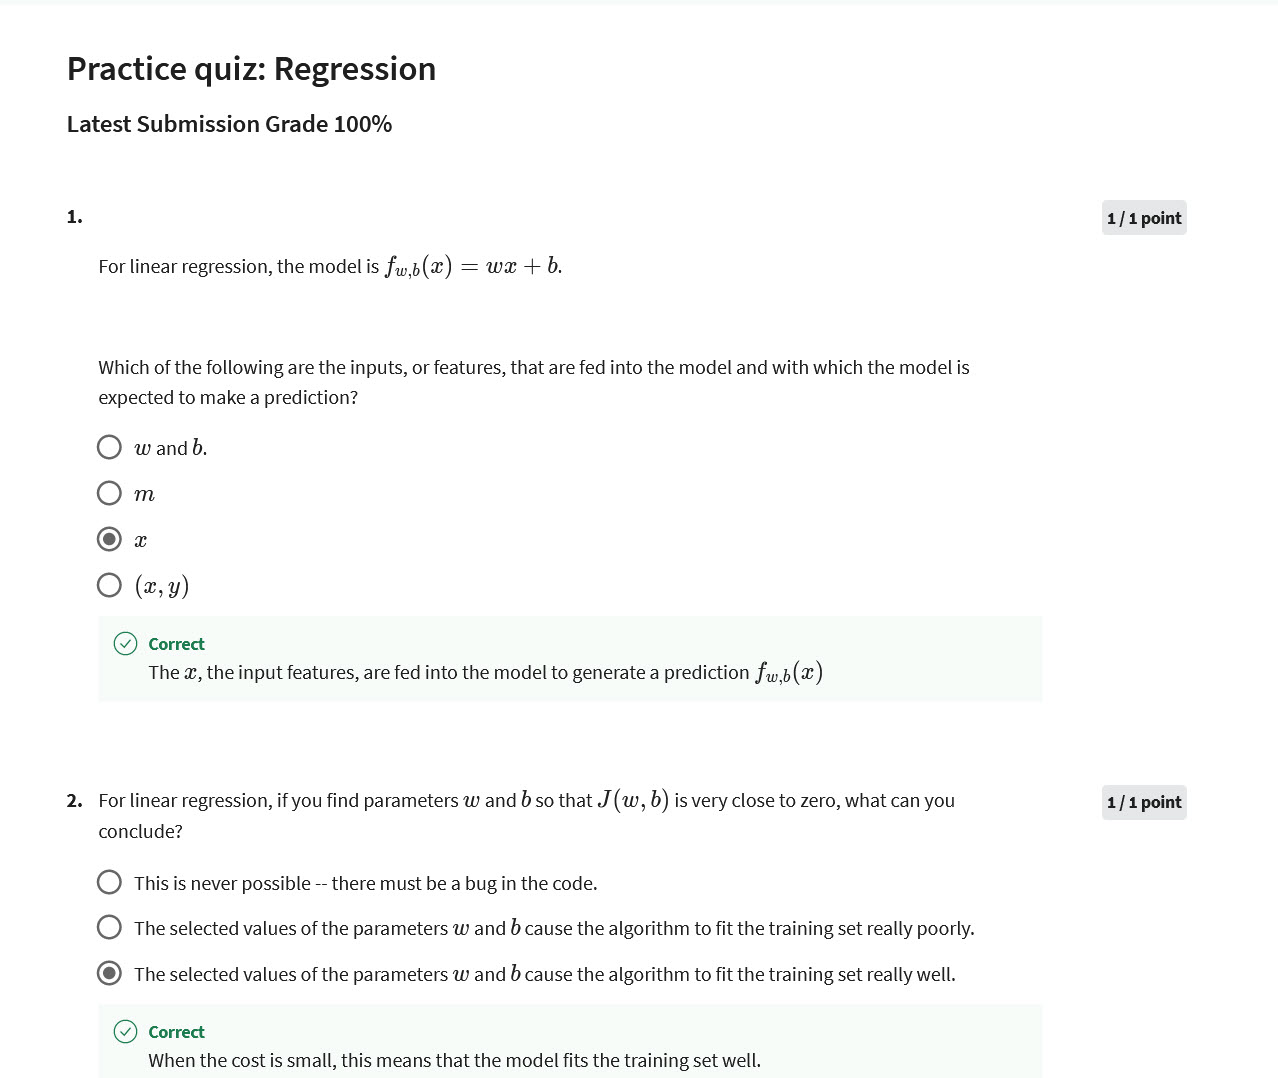 Practice quiz: Regression
Latest Submission Grade 100%
1.
1 / 1 point
For linear regression, the model is f_{w,b}(x) = wx + b.
Which of the following are the inputs, or features, that are fed into the model and with which the model is
expected to make a prediction?
w and b.
m
x
(x, y)
Correct
The x, the input features, are fed into the model to generate a prediction f_{w,b}(x)
2. For linear regression, if you find parameters w and b so that J(w, b) is very close to zero, what can you
1 / 1 point
conclude?
This is never possible -- there must be a bug in the code.
The selected values of the parameters w and b cause the algorithm to fit the training set really poorly.
The selected values of the parameters w and b cause the algorithm to fit the training set really well.
Correct
When the cost is small, this means that the model fits the training set well.